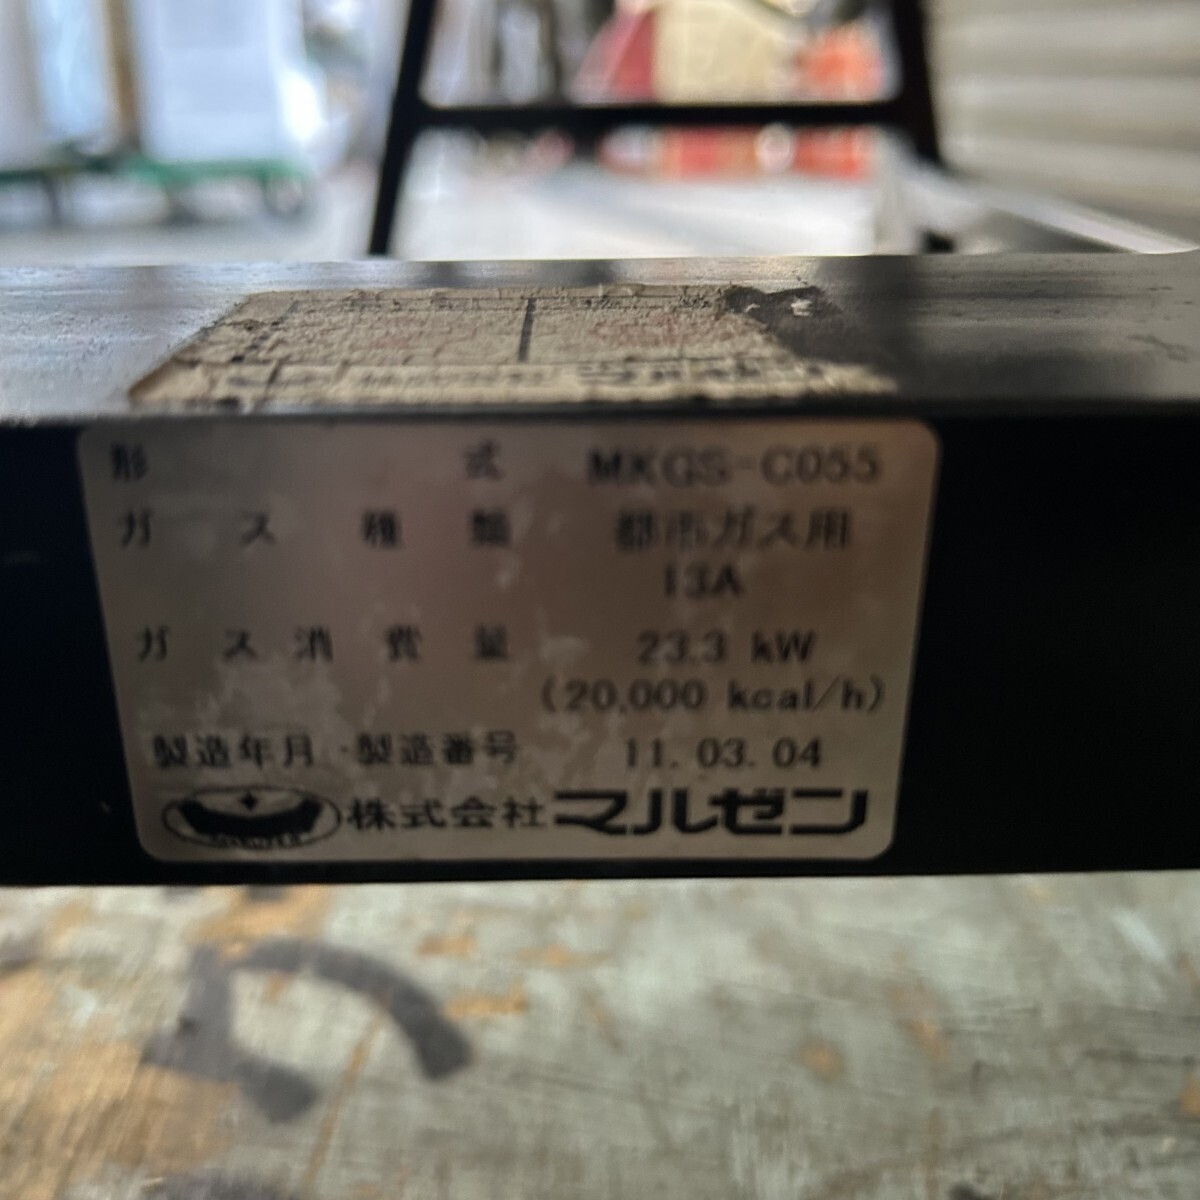 形式 MKGS-C055
ガス種類 都市ガス用
13A
ガス消費量 23.3 kW
(20,000 kcal/h)
製造年月・製造番号 11.03.04
株式会社マルゼン